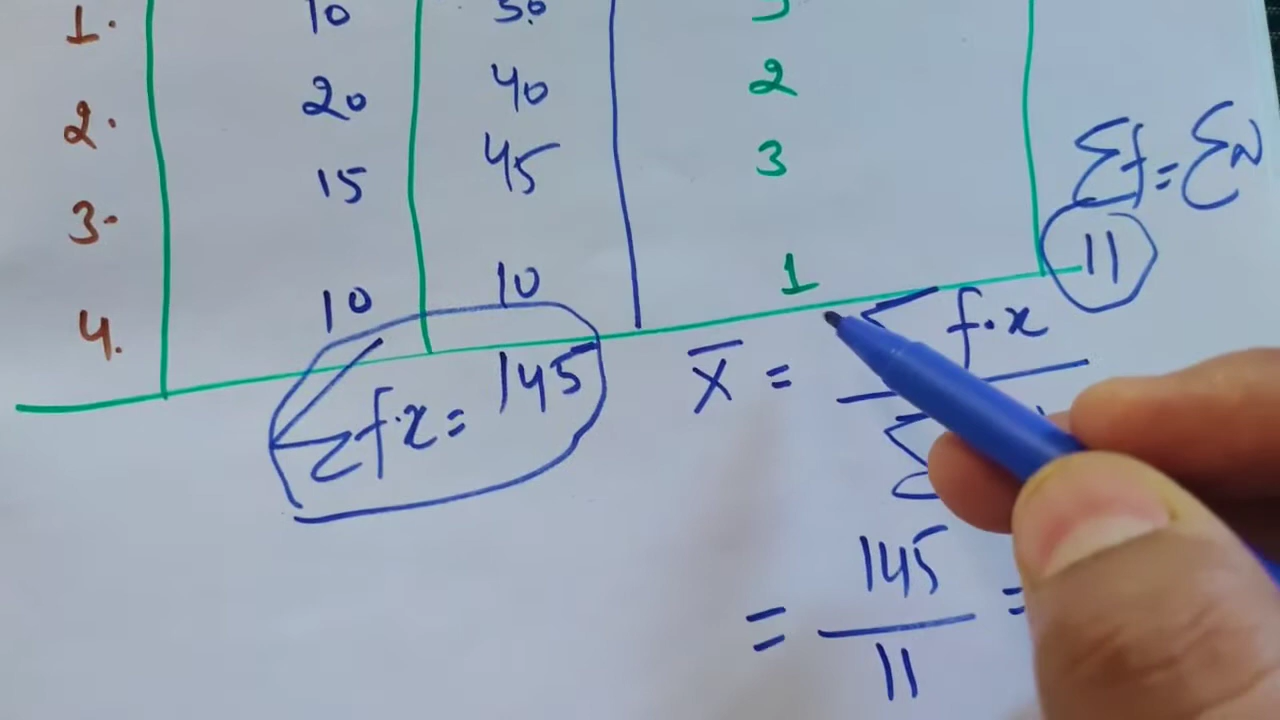 1. 10 50 5
2. 20 40 2
3. 15 45 3
4. 10 10 1
Σf = ΣN
11
Σf.x = 145
X̄ = Σ f.x
Σ
= 145 =
11